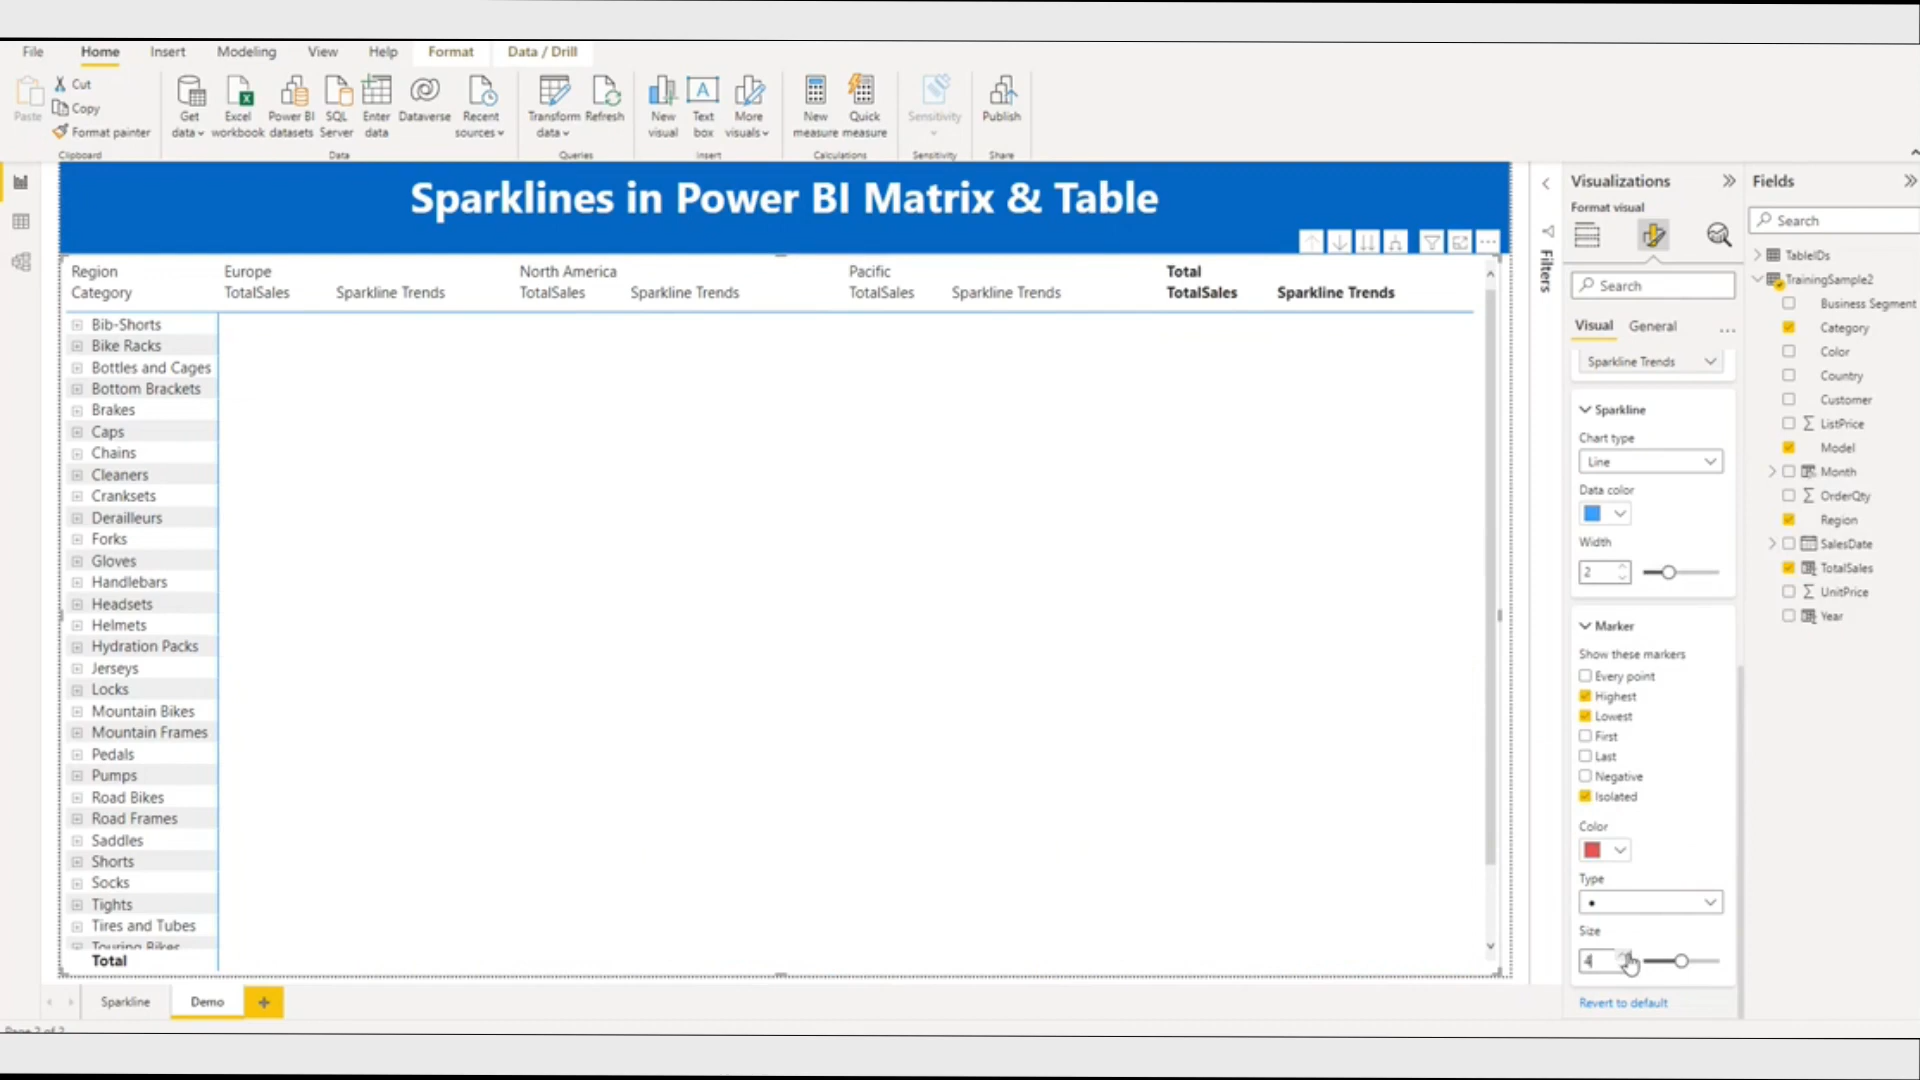 File Home Insert Modeling View Help Format Data / Drill
Paste Cut
Copy
Format painter
Get data Excel workbook Power BI datasets SQL Server Enter data Dataverse Recent sources Transform data Refresh New visual Text box More visuals New measure Quick measure Sensitivity Publish
Clipboard Data Queries Insert Calculations Sensitivity Share
Sparklines in Power BI Matrix & Table
Region Europe North America Pacific Total
Category TotalSales Sparkline Trends TotalSales Sparkline Trends TotalSales Sparkline Trends TotalSales Sparkline Trends
Bib-Shorts
Bike Racks
Bottles and Cages
Bottom Brackets
Brakes
Caps
Chains
Cleaners
Cranksets
Derailleurs
Forks
Gloves
Handlebars
Headsets
Helmets
Hydration Packs
Jerseys
Locks
Mountain Bikes
Mountain Frames
Pedals
Pumps
Road Bikes
Road Frames
Saddles
Shorts
Socks
Tights
Tires and Tubes
Touring Bikes
Total
Sparkline Demo
Page 2 of 2
Filters
Visualizations
Format visual
Search
Visual General
Sparkline Trends
Sparkline
Chart type
Line
Data color
Width
2
Marker
Show these markers
Every point
Highest
Lowest
First
Last
Negative
Isolated
Color
Type
Size
4
Revert to default
Fields
Search
TableIDs
TrainingSample2
Business Segment
Category
Color
Country
Customer
ListPrice
Model
Month
OrderQty
Region
SalesDate
TotalSales
UnitPrice
Year